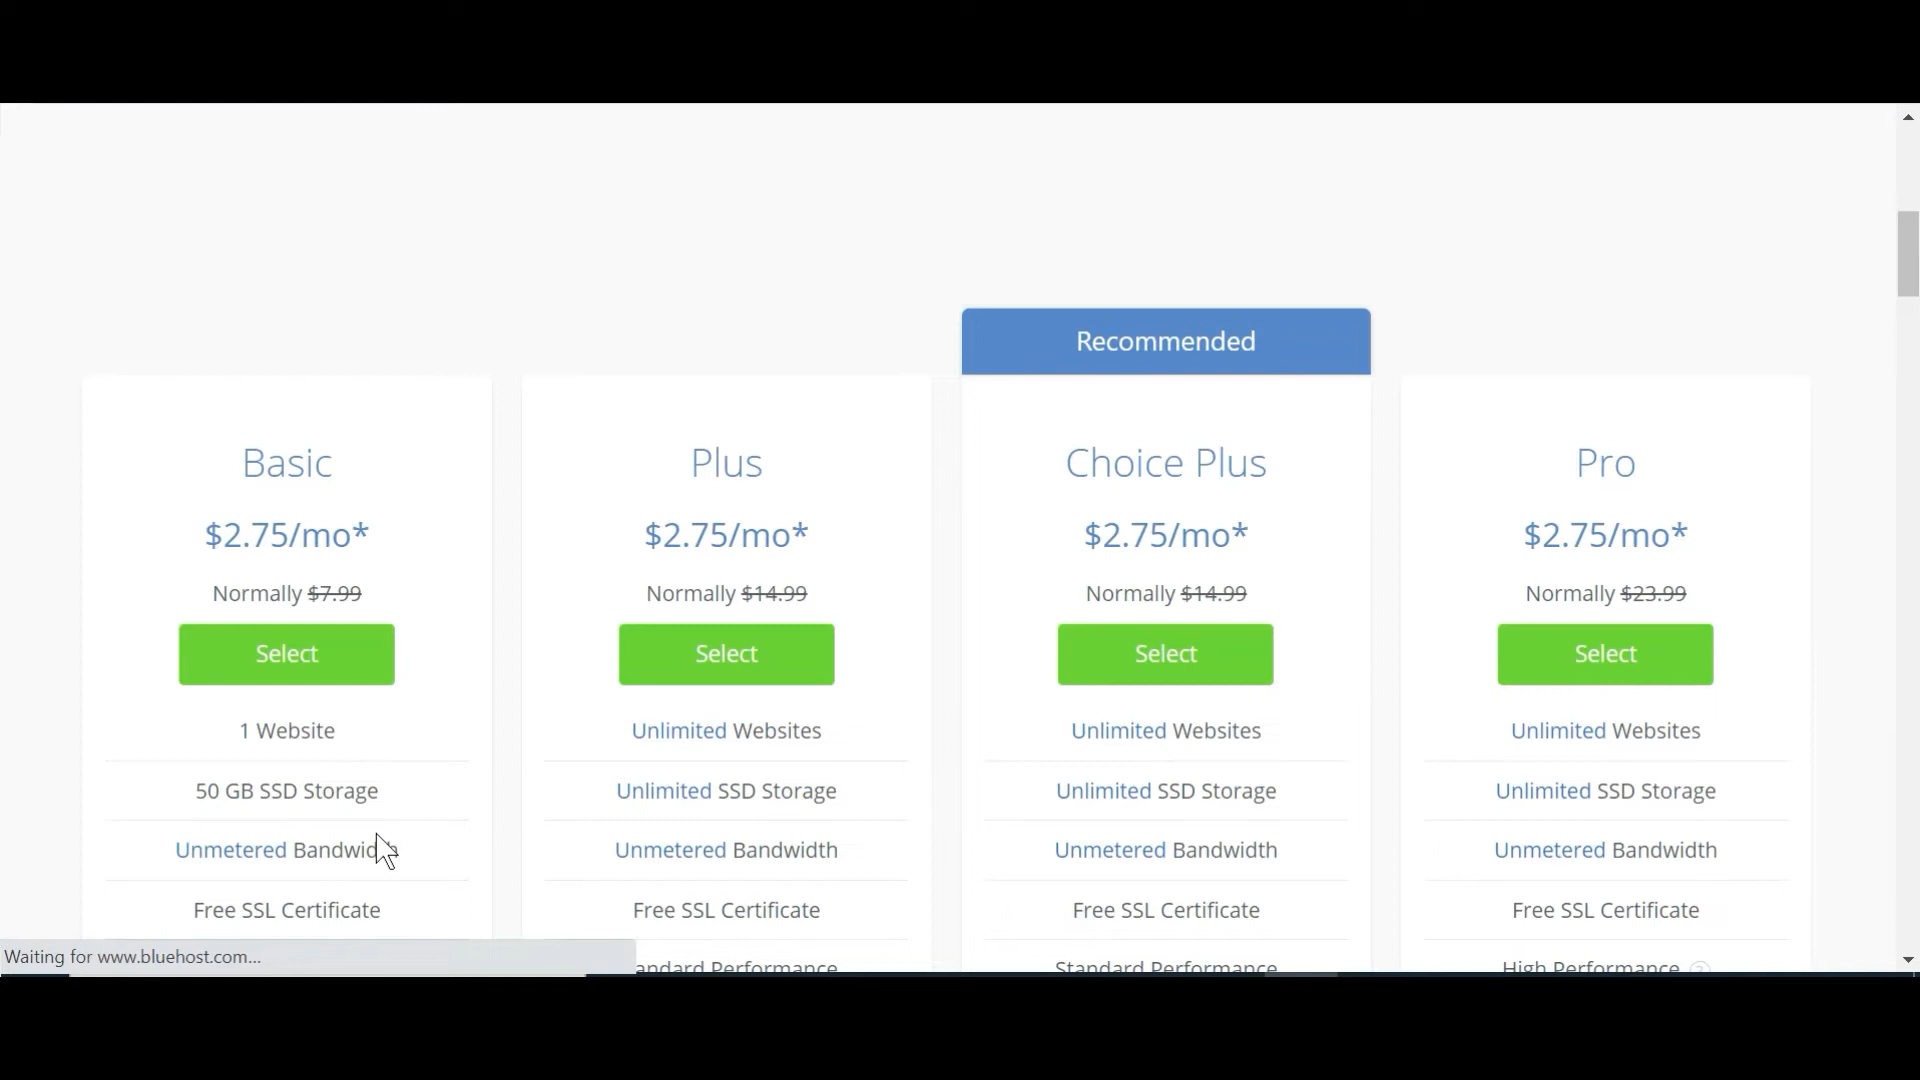 Recommended
Basic
Plus
Choice Plus
Pro
$2.75/mo*
$2.75/mo*
$2.75/mo*
$2.75/mo*
Normally $7.99
Normally $14.99
Normally $14.99
Normally $23.99
Select
Select
Select
Select
1 Website
Unlimited Websites
Unlimited Websites
Unlimited Websites
50 GB SSD Storage
Unlimited SSD Storage
Unlimited SSD Storage
Unlimited SSD Storage
Unmetered Bandwidth
Unmetered Bandwidth
Unmetered Bandwidth
Unmetered Bandwidth
Free SSL Certificate
Free SSL Certificate
Free SSL Certificate
Free SSL Certificate
Waiting for www.bluehost.com...
andard Performance
Standard Performance
High Performance ?